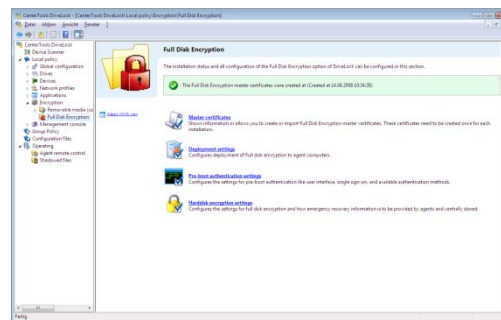 CenterTools DriveLock - [CenterTools DriveLock\Local policy\Encryption\Full Disk Encryption]
Datei Aktion Ansicht Fenster ?
CenterTools DriveLock
Device Scanner
Local policy
Global configuration
Drives
Devices
Network profiles
Applications
Encryption
Removable media (co
Full Disk Encryption
Management console
Group Policy
Configuration files
Operating
Agent remote control
Shadowed files
Full Disk Encryption
The installation status and all configuration of the Full Disk Encryption option of DriveLock can be configured in this section.
The Full Disk Encryption master certificates were created at (Created at 14.08.2008 10:34:38)
Master certificates
Shows information or allows you to create or import Full Disk Encryption master certificates. These certificates need to be created once for each
installation.
Deployment settings
Configures deployment of Full disk encryption to agent computers.
Pre-boot authentication settings
Configures the settings for pre-boot authentication like user interface, single sign-on, and available authentication methods.
Harddisk encryption settings
Configures the settings for full disk encryption and how emergency recovery information is to be provided by agents and centrally stored.
Fertig